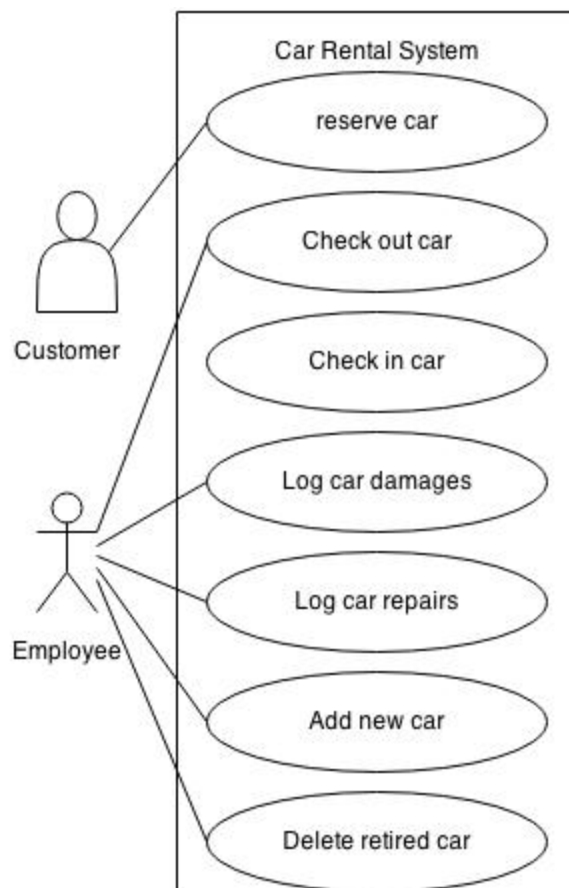 Car Rental System
reserve car
Check out car
Customer
Check in car
Log car damages
Log car repairs
Employee
Add new car
Delete retired car